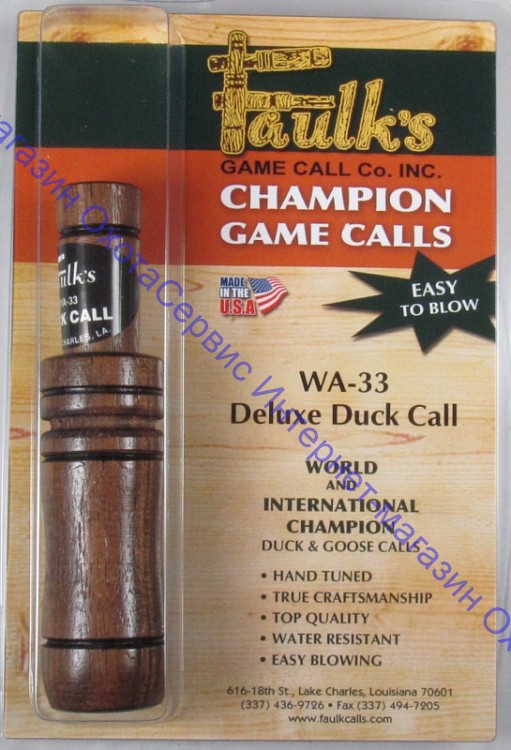 Faulk's
GAME CALL Co. INC.
CHAMPION
GAME CALLS
MADE
IN THE
U.S.A
EASY
TO BLOW
WA-33
Deluxe Duck Call
WORLD
AND
INTERNATIONAL
CHAMPION
DUCK & GOOSE CALLS
• HAND TUNED
• TRUE CRAFTSMANSHIP
• TOP QUALITY
• WATER RESISTANT
• EASY BLOWING
616-18th St., Lake Charles, Louisiana 70601
(337) 436-9726 • Fax (337) 494-7205
www.faulkcalls.com
aulk's
WA-33
CK CALL
CHARLES, LA.
магазин ОхотаСервис Интернет-магазин Ох